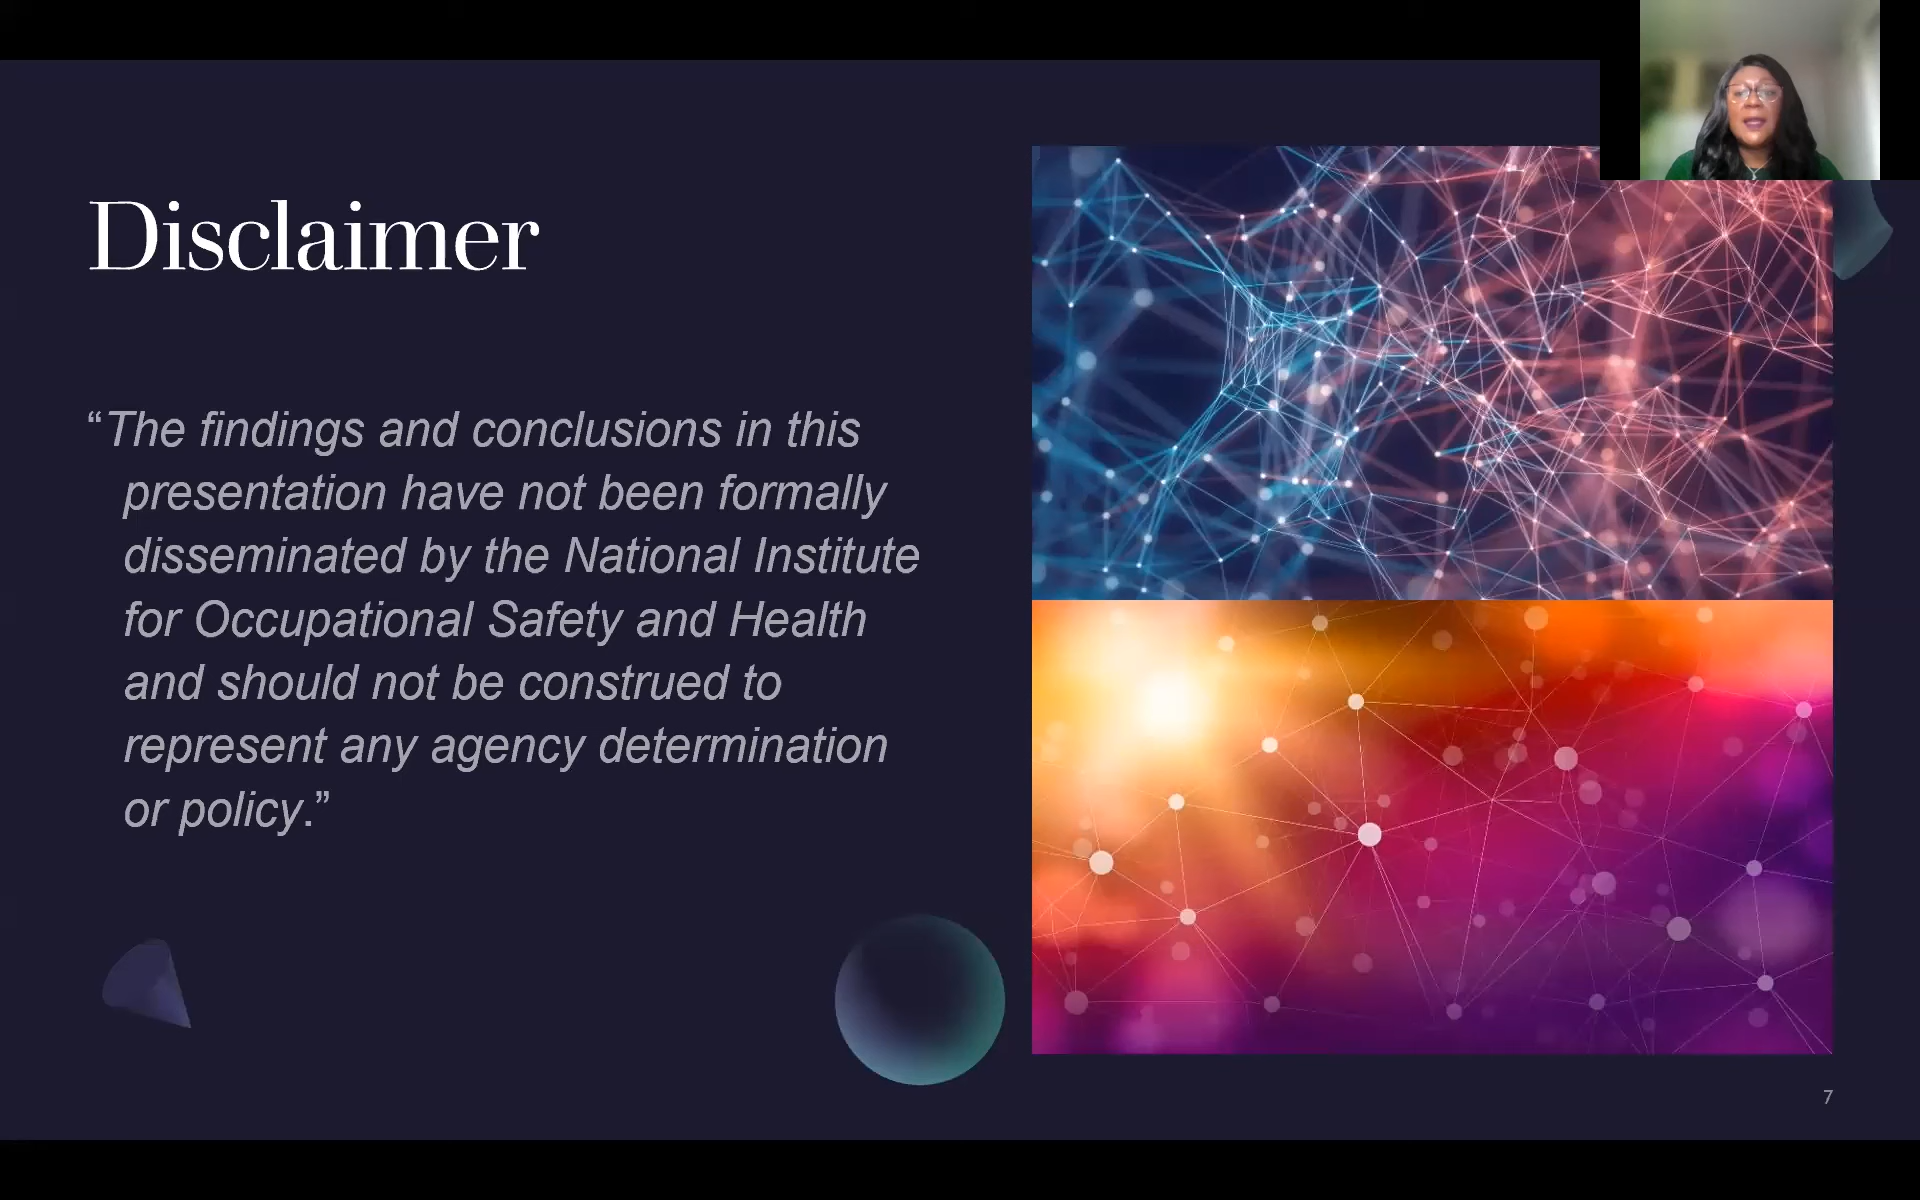 Disclaimer
“The findings and conclusions in this
presentation have not been formally
disseminated by the National Institute
for Occupational Safety and Health
and should not be construed to
represent any agency determination
or policy.”
7